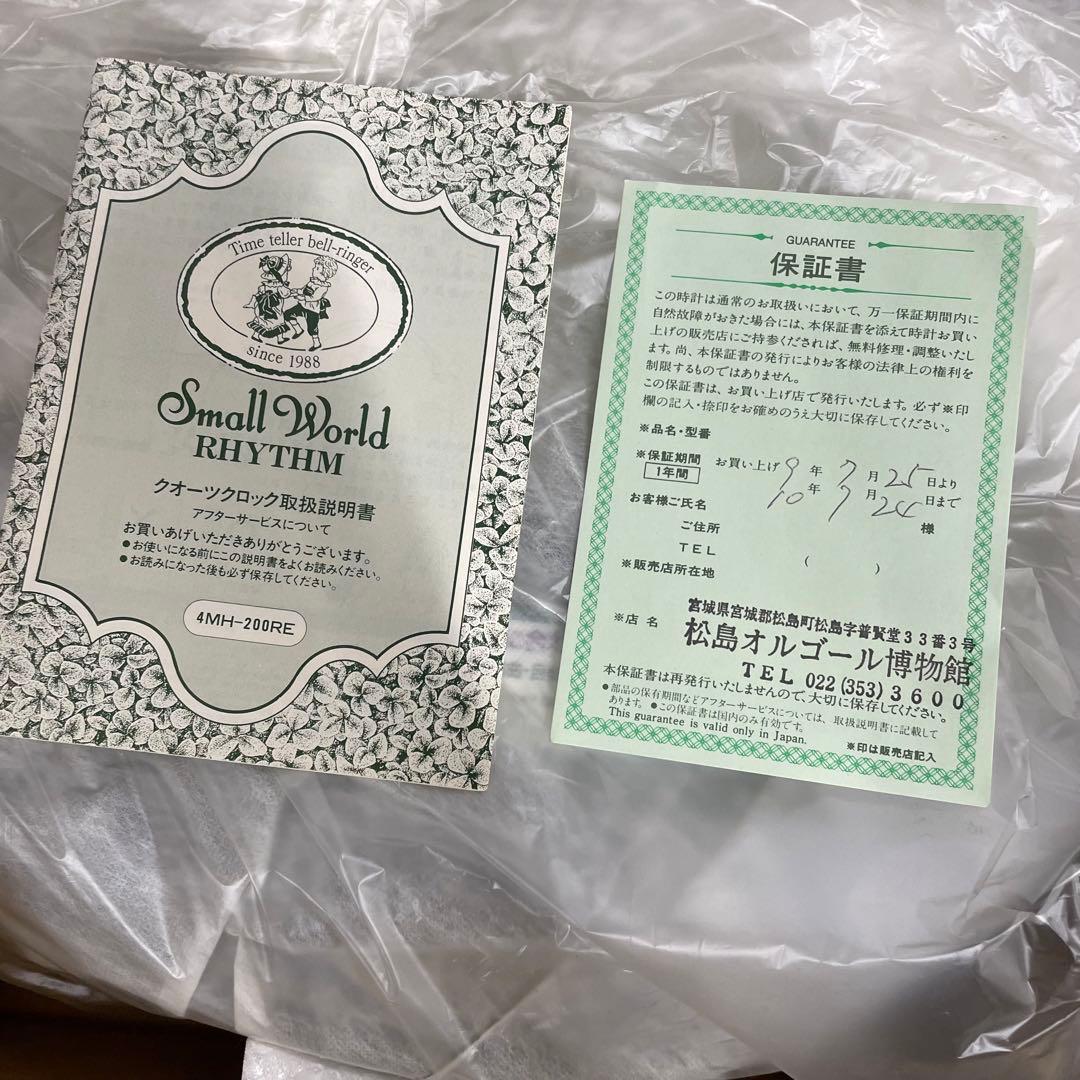 Time teller bell-ringer
since 1988
Small World
RHYTHM
クオーツクロック取扱説明書
アフターサービスについて
お買いあげいただきありがとうございます。
●お使いになる前にこの説明書をよくお読みください。
●お読みになった後も必ず保存してください。
4MH-200RE
GUARANTEE
保証書
この時計は通常のお取扱いにおいて、万一保証期間内に
自然故障がおきた場合には、本保証書を添えて時計お買い
上げの販売店にご持参くだされば、無料修理・調整いたし
ます。尚、本保証書の発行によりお客様の法律上の権利を
制限するものではありません。
この保証書は、お買い上げ店で発行いたします。必ず※印
欄の記入・捺印をお確めのうえ大切に保存してください。
※品名・型番
※保証期間 お買い上げ 9 年 7 月 25 日より
1年間 10 年 7 月 24 日まで
お客様ご氏名 様
ご住所
TEL ( )
※販売店所在地
宮城県宮城郡松島町松島字普賢堂33番3号
※店名 松島オルゴール博物館
TEL 022(353)3600
本保証書は再発行いたしませんので、大切に保存してください。
●部品の保有期間などアフターサービスについては、取扱説明書に記載して
あります。●この保証書は国内のみ有効です。
This guarantee is valid only in Japan.
※印は販売店記入